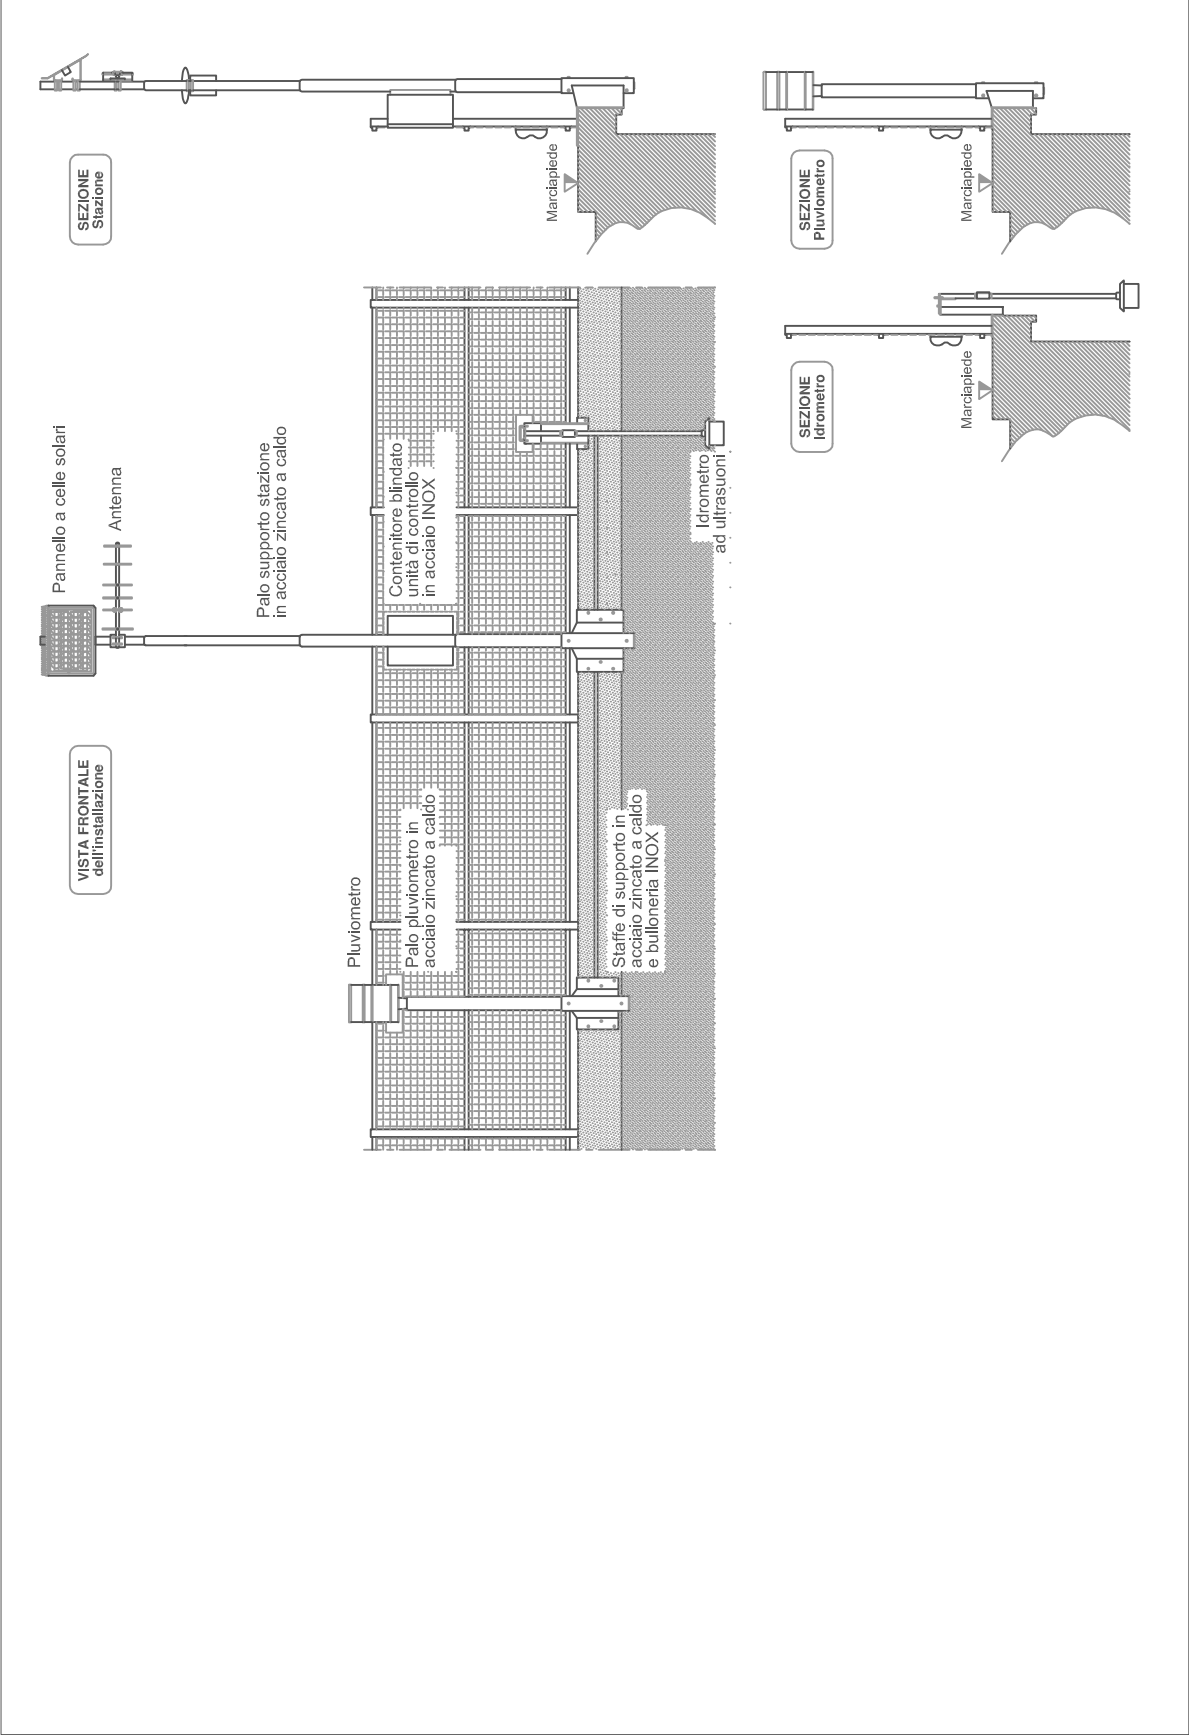 VISTA FRONTALE
dell'installazione
Pannello a celle solari
Antenna
Palo supporto stazione
in acciaio zincato a caldo
Pluviometro
Palo pluviometro in
acciaio zincato a caldo
Contenitore blindato
unità di controllo
in acciaio INOX
Staffe di supporto in
acciaio zincato a caldo
e bulloneria INOX
Idrometro
ad ultrasuoni
SEZIONE
Stazione
Marciapiede
SEZIONE
Idrometro
Marciapiede
SEZIONE
Pluviometro
Marciapiede